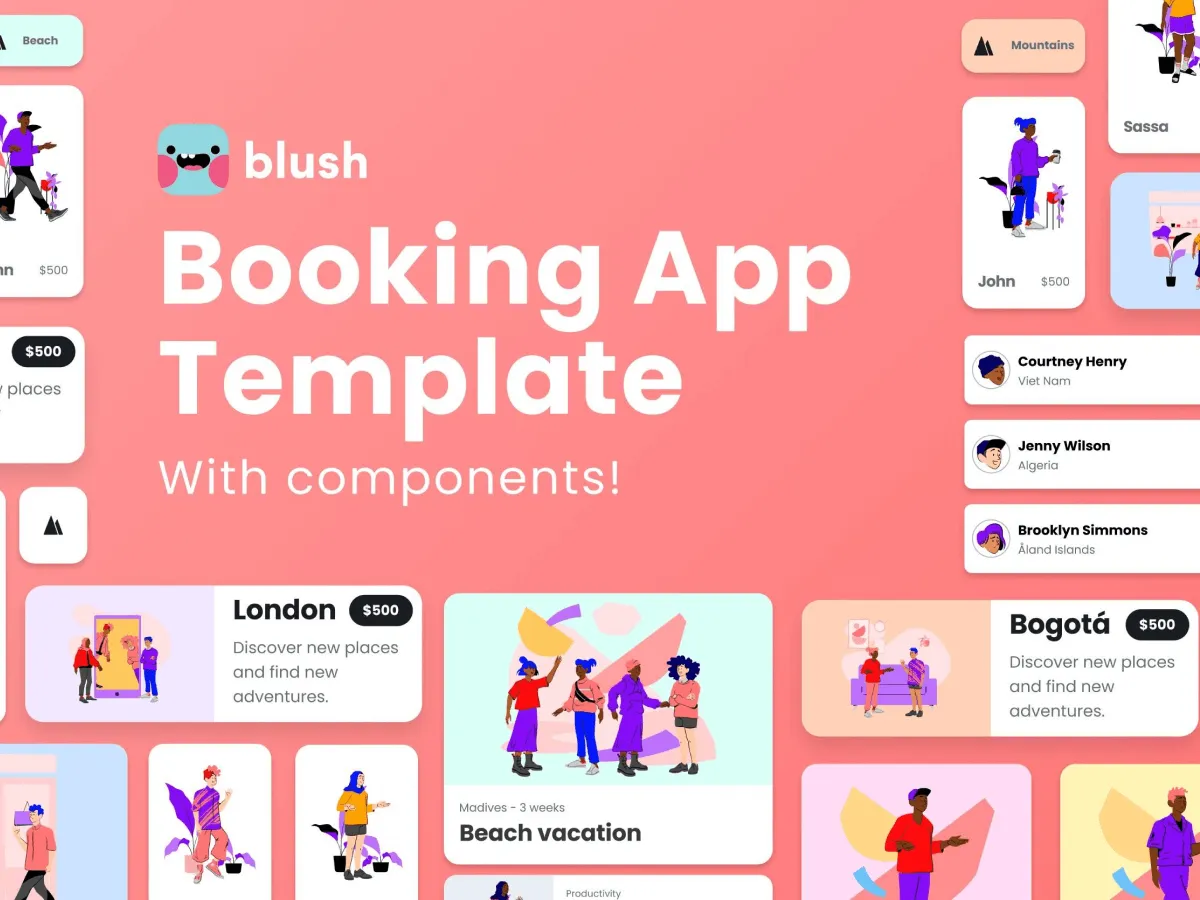 Beach
$500
$500
places
blush
Booking App
Template
With components!
Mountains
Sassa
John
$500
Courtney Henry
Viet Nam
Jenny Wilson
Algeria
Brooklyn Simmons
Åland Islands
London
$500
Discover new places
and find new
adventures.
Madives - 3 weeks
Beach vacation
Productivity
Bogotá
$500
Discover new places
and find new
adventures.